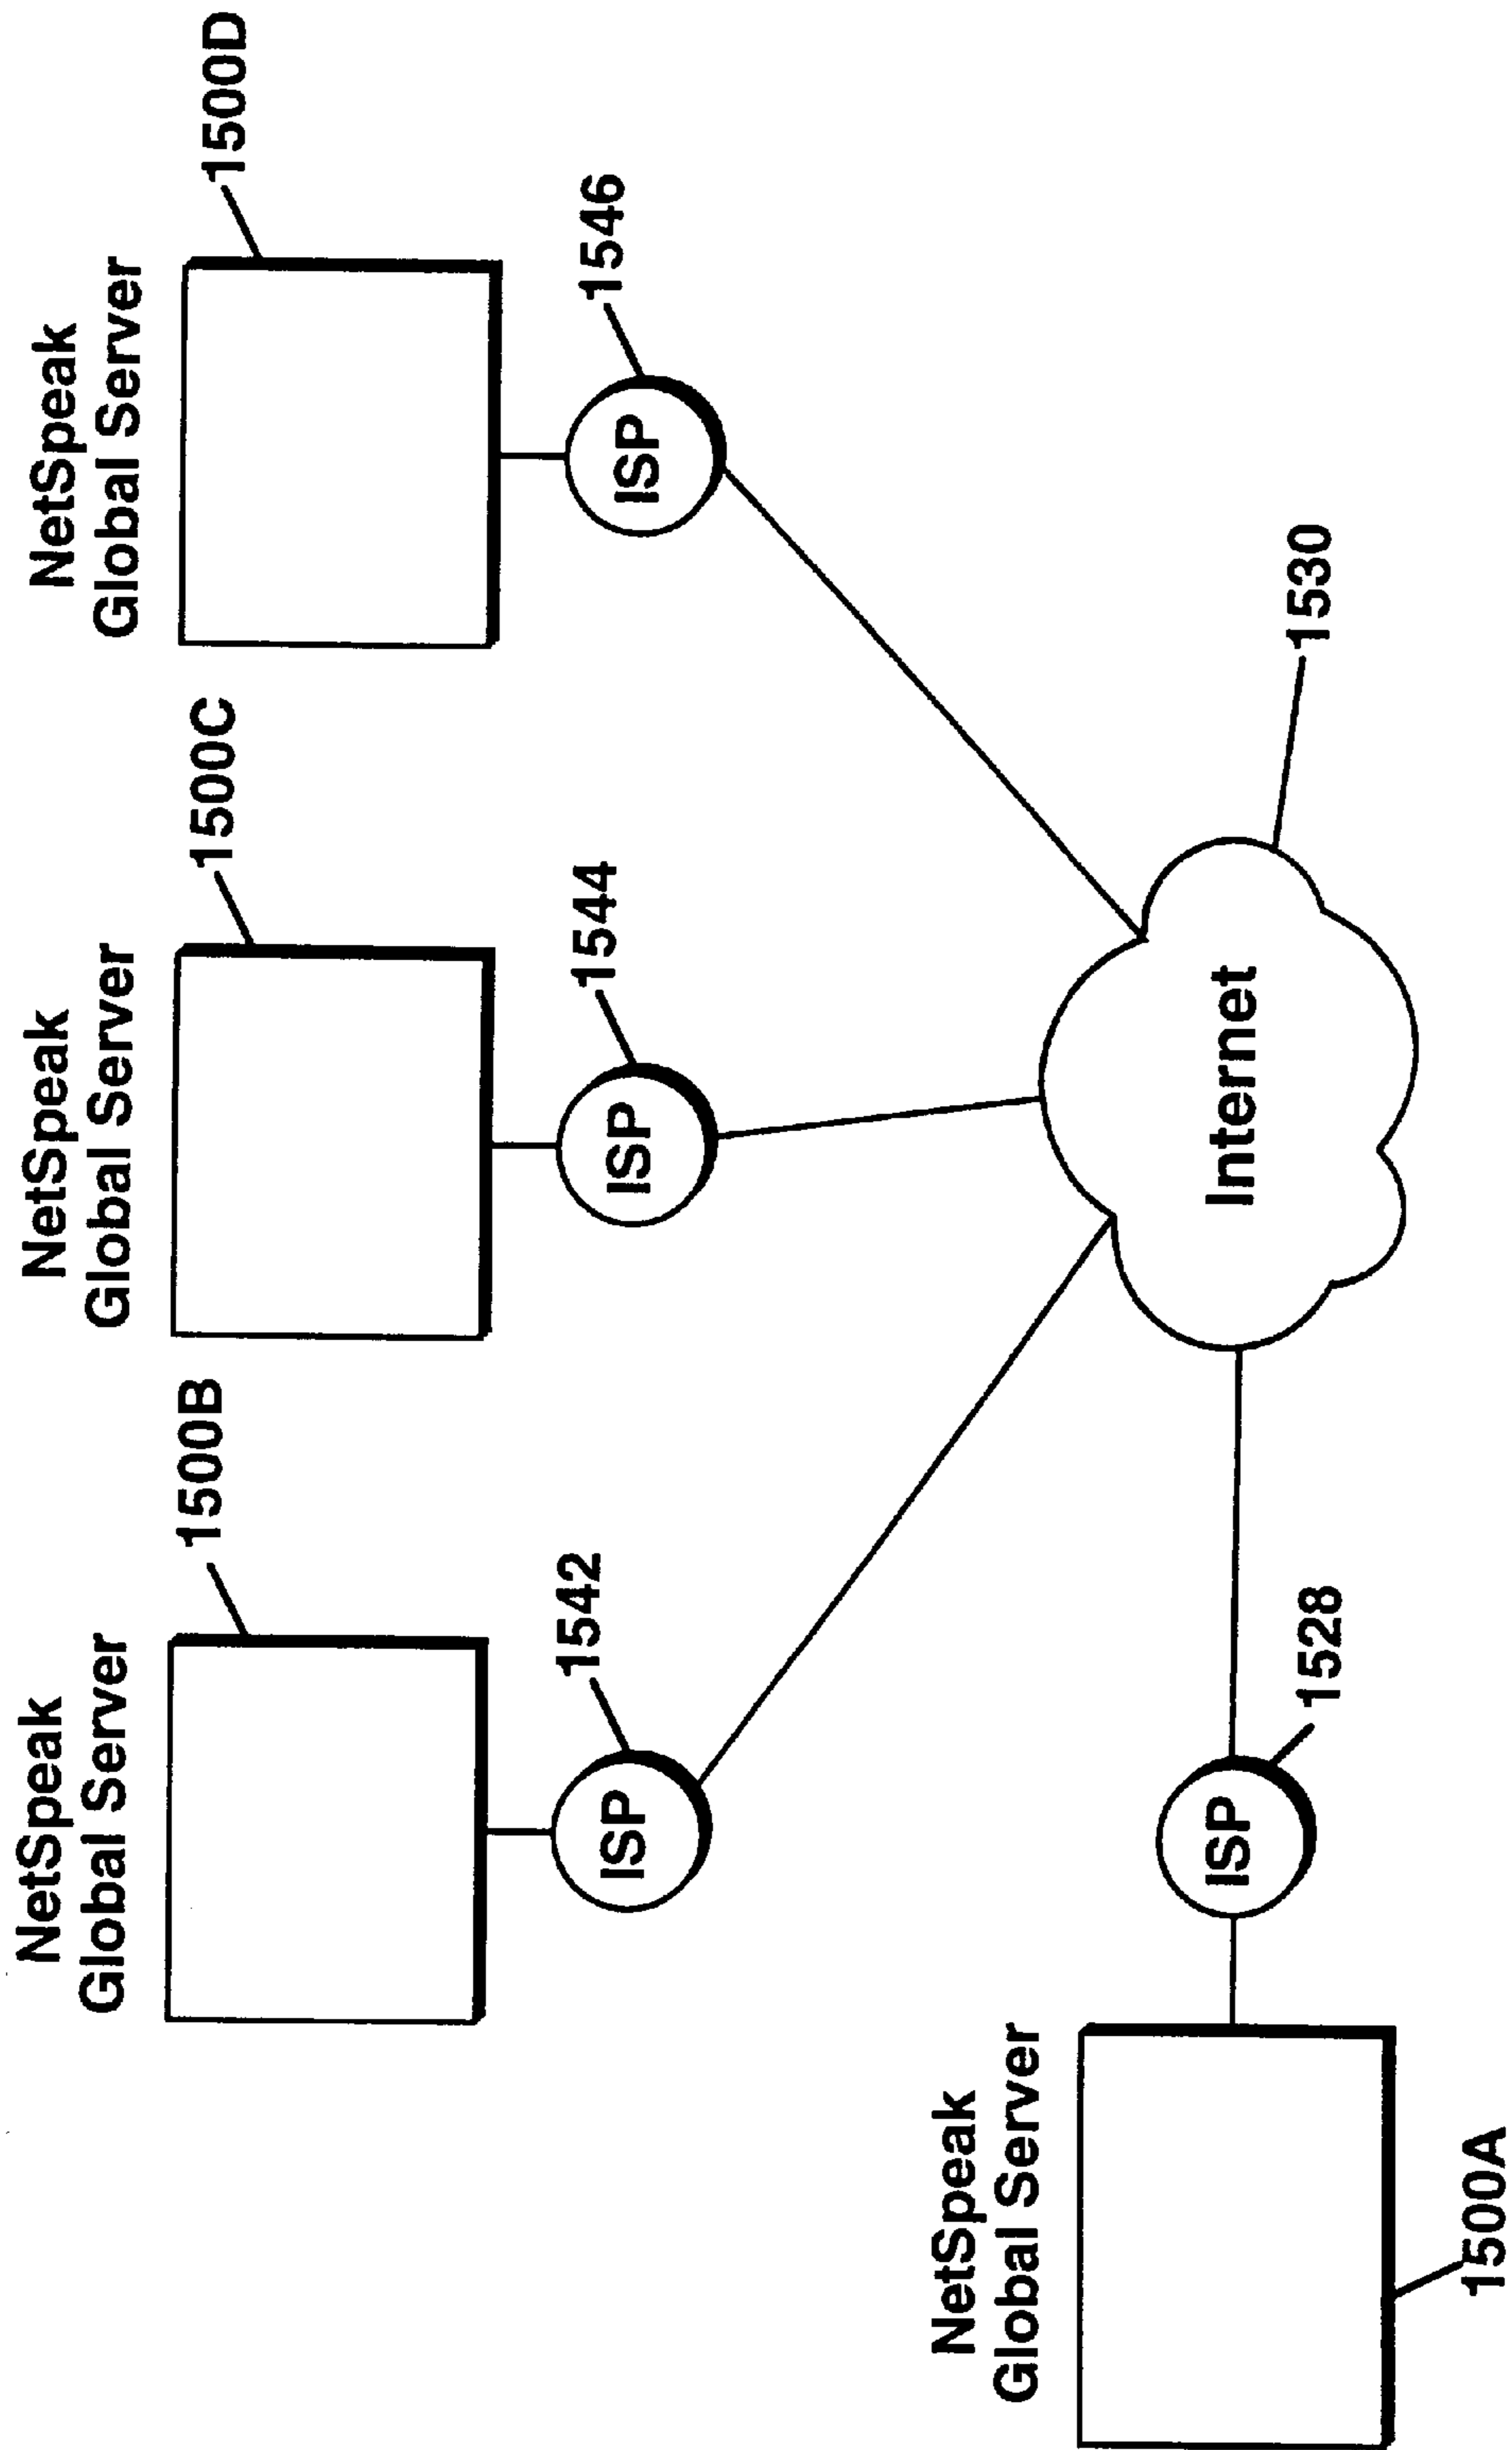 NetSpeak
Global Server
1500B
ISP
1542
NetSpeak
Global Server
1500C
ISP
1544
NetSpeak
Global Server
1500D
ISP
1546
NetSpeak
Global Server
1500A
ISP
1528
Internet
1530